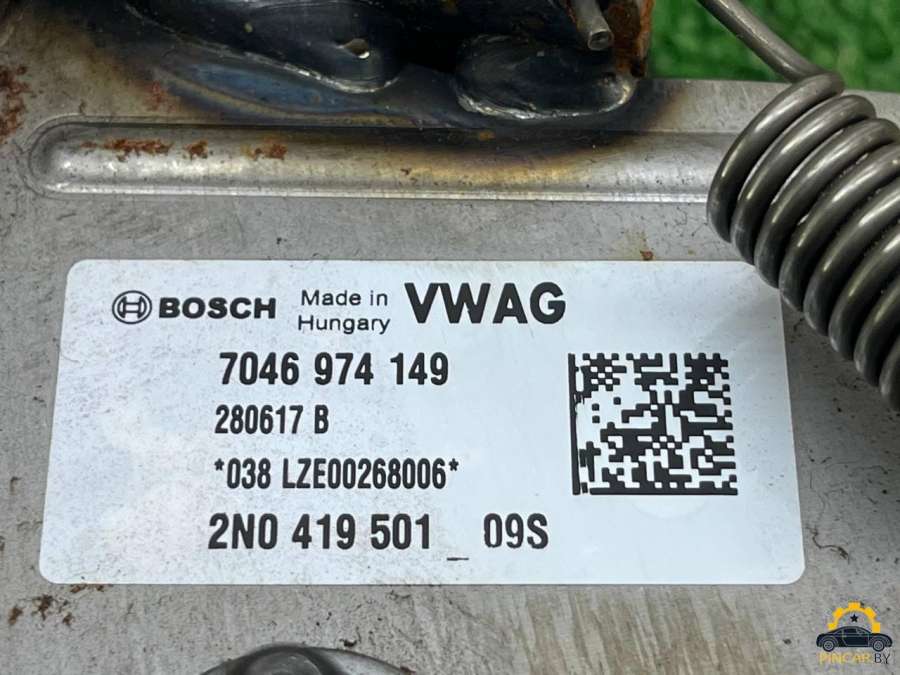 BOSCH Made in Hungary VWAG
7046 974 149
280617 B
*038 LZE00268006*
2N0 419 501 _ 09S
PINCAR.BY